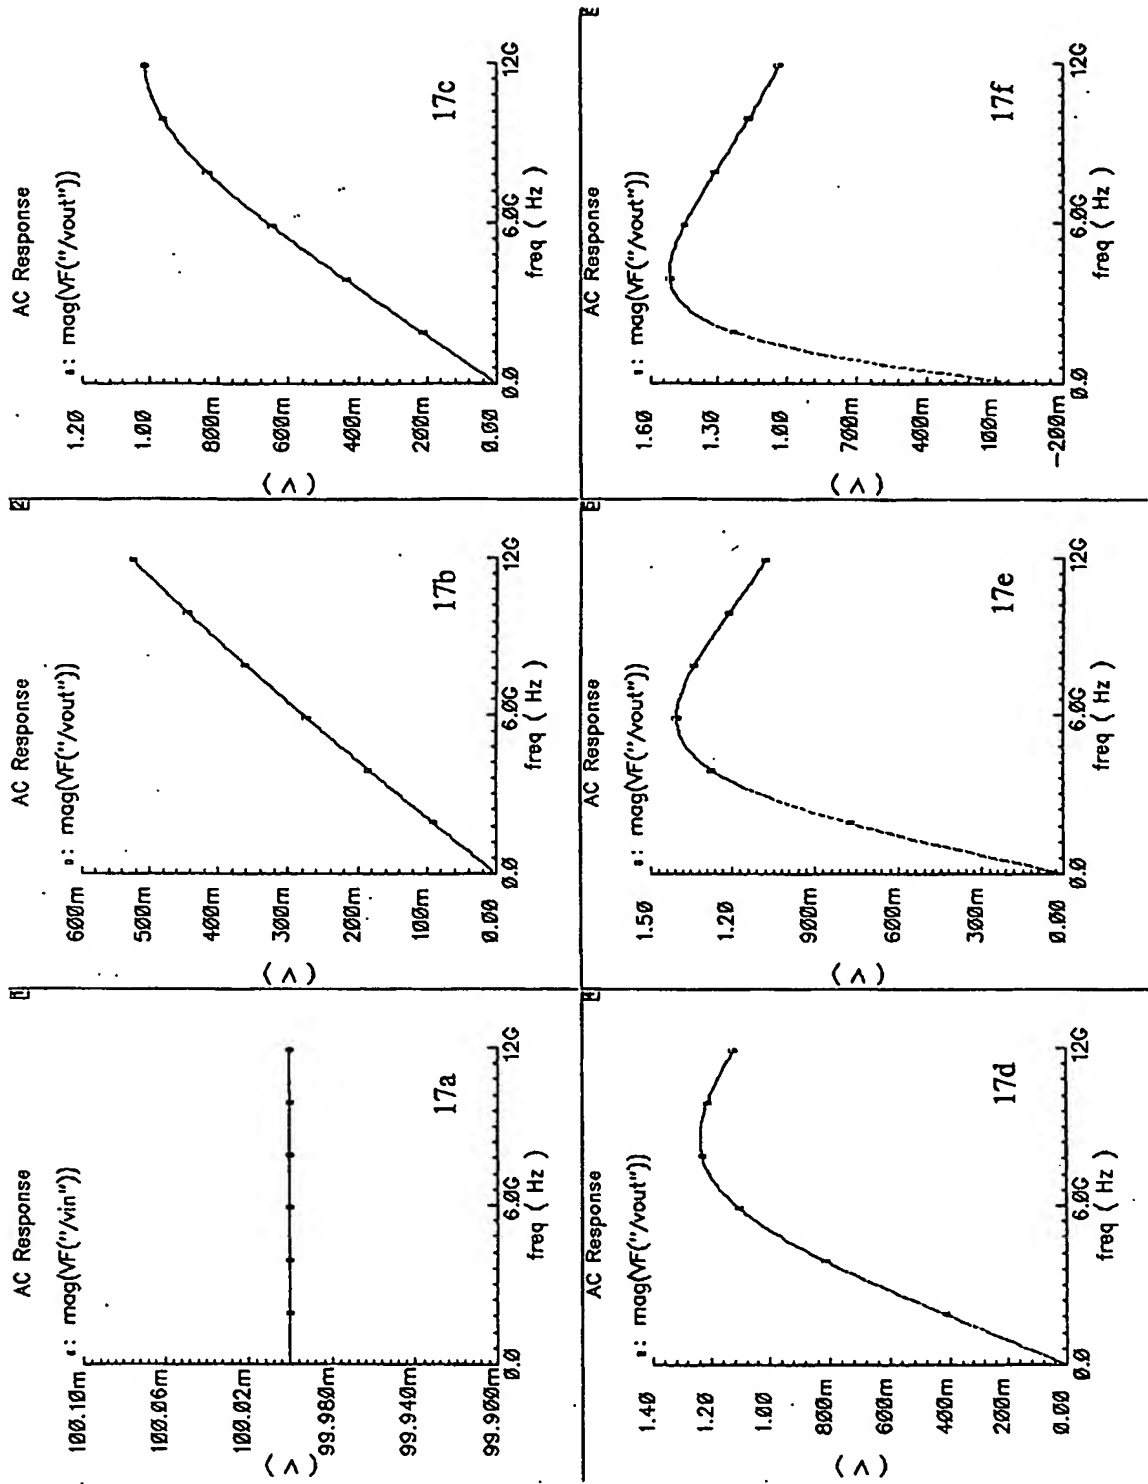 AC Response
▫: mag(VF("/vin"))
100.10m
100.06m
100.02m
99.980m
99.940m
99.900m
( V )
0.0
6.0G
12G
freq ( Hz )
17a
2
AC Response
▫: mag(VF("/vout"))
600m
500m
400m
300m
200m
100m
0.00
( V )
0.0
6.0G
12G
freq ( Hz )
17b
AC Response
▫: mag(VF("/vout"))
1.20
1.00
800m
600m
400m
200m
0.00
( V )
0.0
6.0G
12G
freq ( Hz )
17c
AC Response
▫: mag(VF("/vout"))
1.40
1.20
1.00
800m
600m
400m
200m
0.00
( V )
0.0
6.0G
12G
freq ( Hz )
17d
AC Response
▫: mag(VF("/vout"))
1.50
1.20
900m
600m
300m
0.00
( V )
0.0
6.0G
12G
freq ( Hz )
17e
AC Response
▫: mag(VF("/vout"))
1.60
1.30
1.00
700m
400m
100m
-200m
( V )
0.0
6.0G
12G
freq ( Hz )
17f